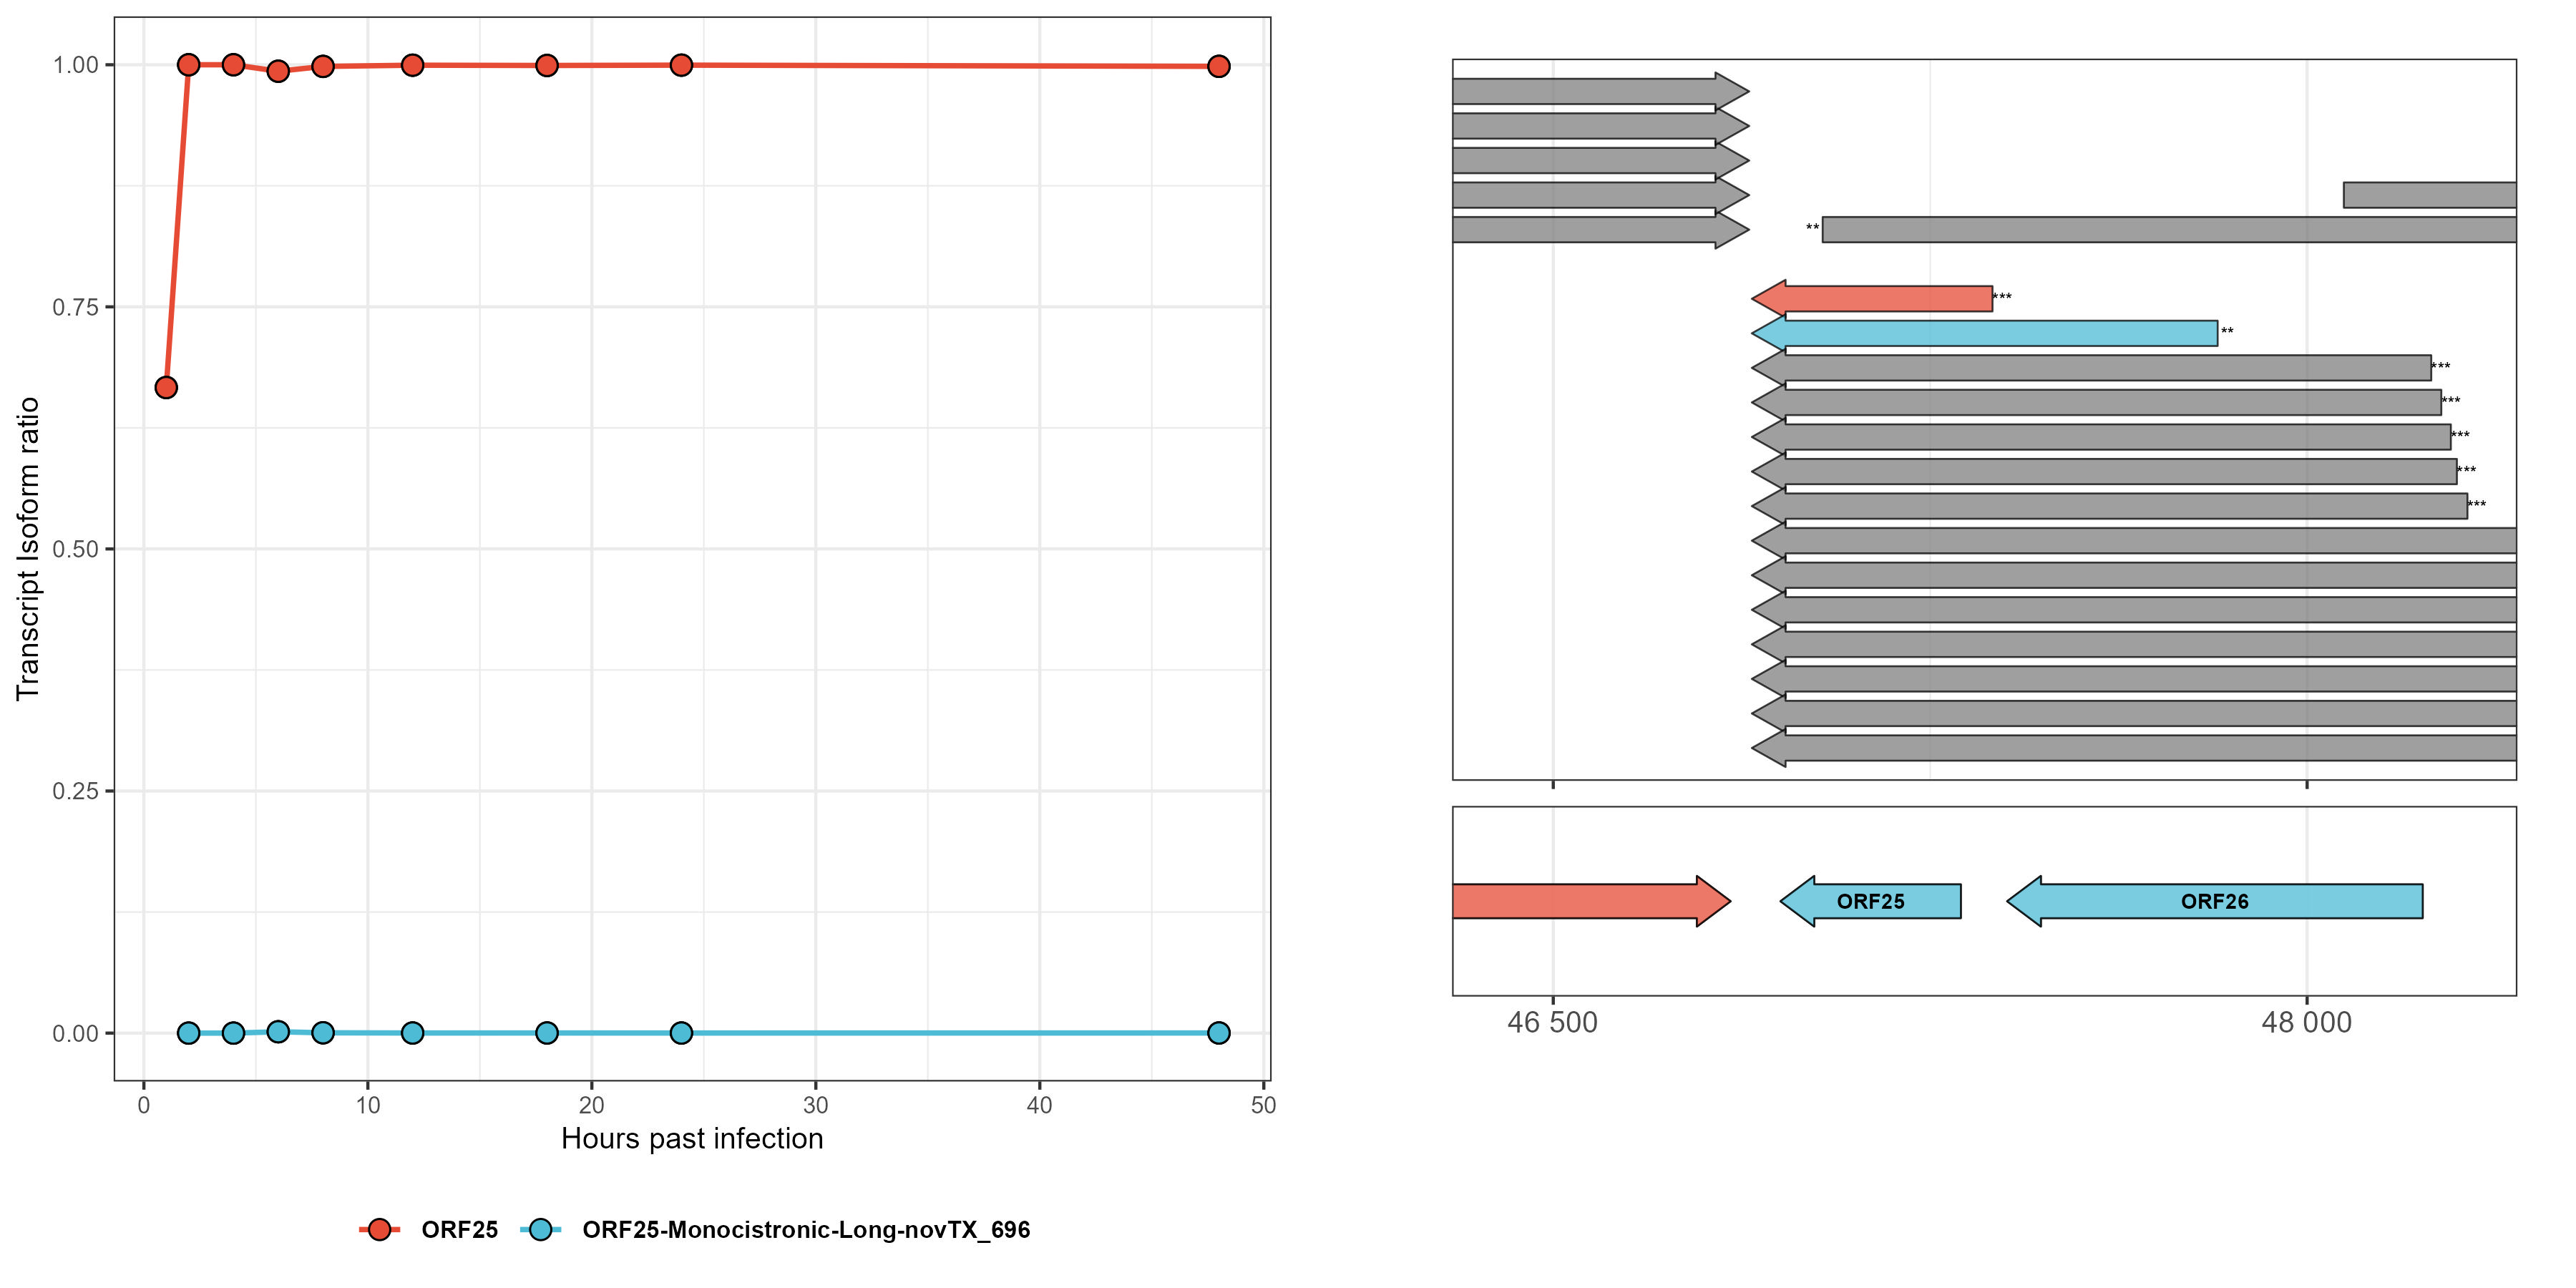 1.00
0.75
0.50
0.25
0.00
Transcript Isoform ratio
0 10 20 30 40 50
Hours past infection
ORF25 ORF25-Monocistronic-Long-novTX_696
**
***
**
***
***
***
***
***
ORF25 ORF26
46 500 48 000